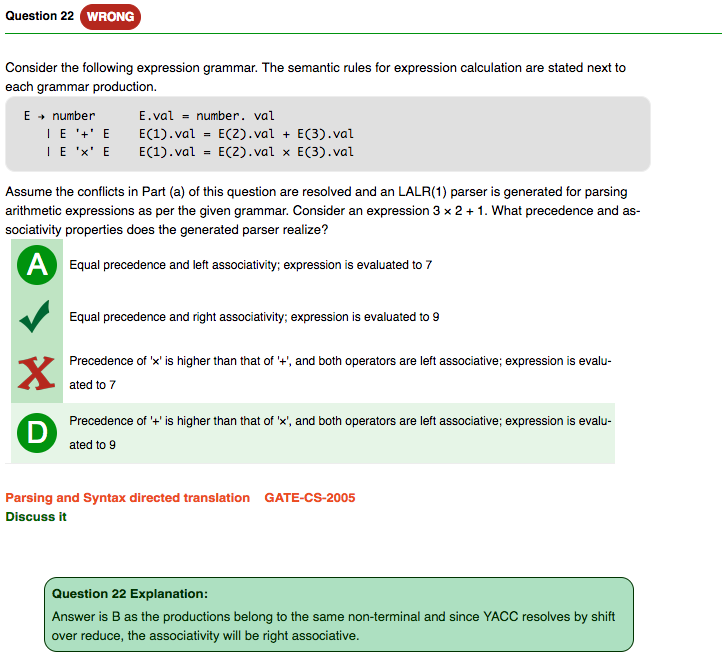 Question 22 WRONG
Consider the following expression grammar. The semantic rules for expression calculation are stated next to
each grammar production.
E → number E.val = number. val
| E '+' E E(1).val = E(2).val + E(3).val
| E '×' E E(1).val = E(2).val × E(3).val
Assume the conflicts in Part (a) of this question are resolved and an LALR(1) parser is generated for parsing
arithmetic expressions as per the given grammar. Consider an expression 3 × 2 + 1. What precedence and as-
sociativity properties does the generated parser realize?
A Equal precedence and left associativity; expression is evaluated to 7
Equal precedence and right associativity; expression is evaluated to 9
Precedence of '×' is higher than that of '+', and both operators are left associative; expression is evalu-
ated to 7
D Precedence of '+' is higher than that of '×', and both operators are left associative; expression is evalu-
ated to 9
Parsing and Syntax directed translation GATE-CS-2005
Discuss it
Question 22 Explanation:
Answer is B as the productions belong to the same non-terminal and since YACC resolves by shift
over reduce, the associativity will be right associative.